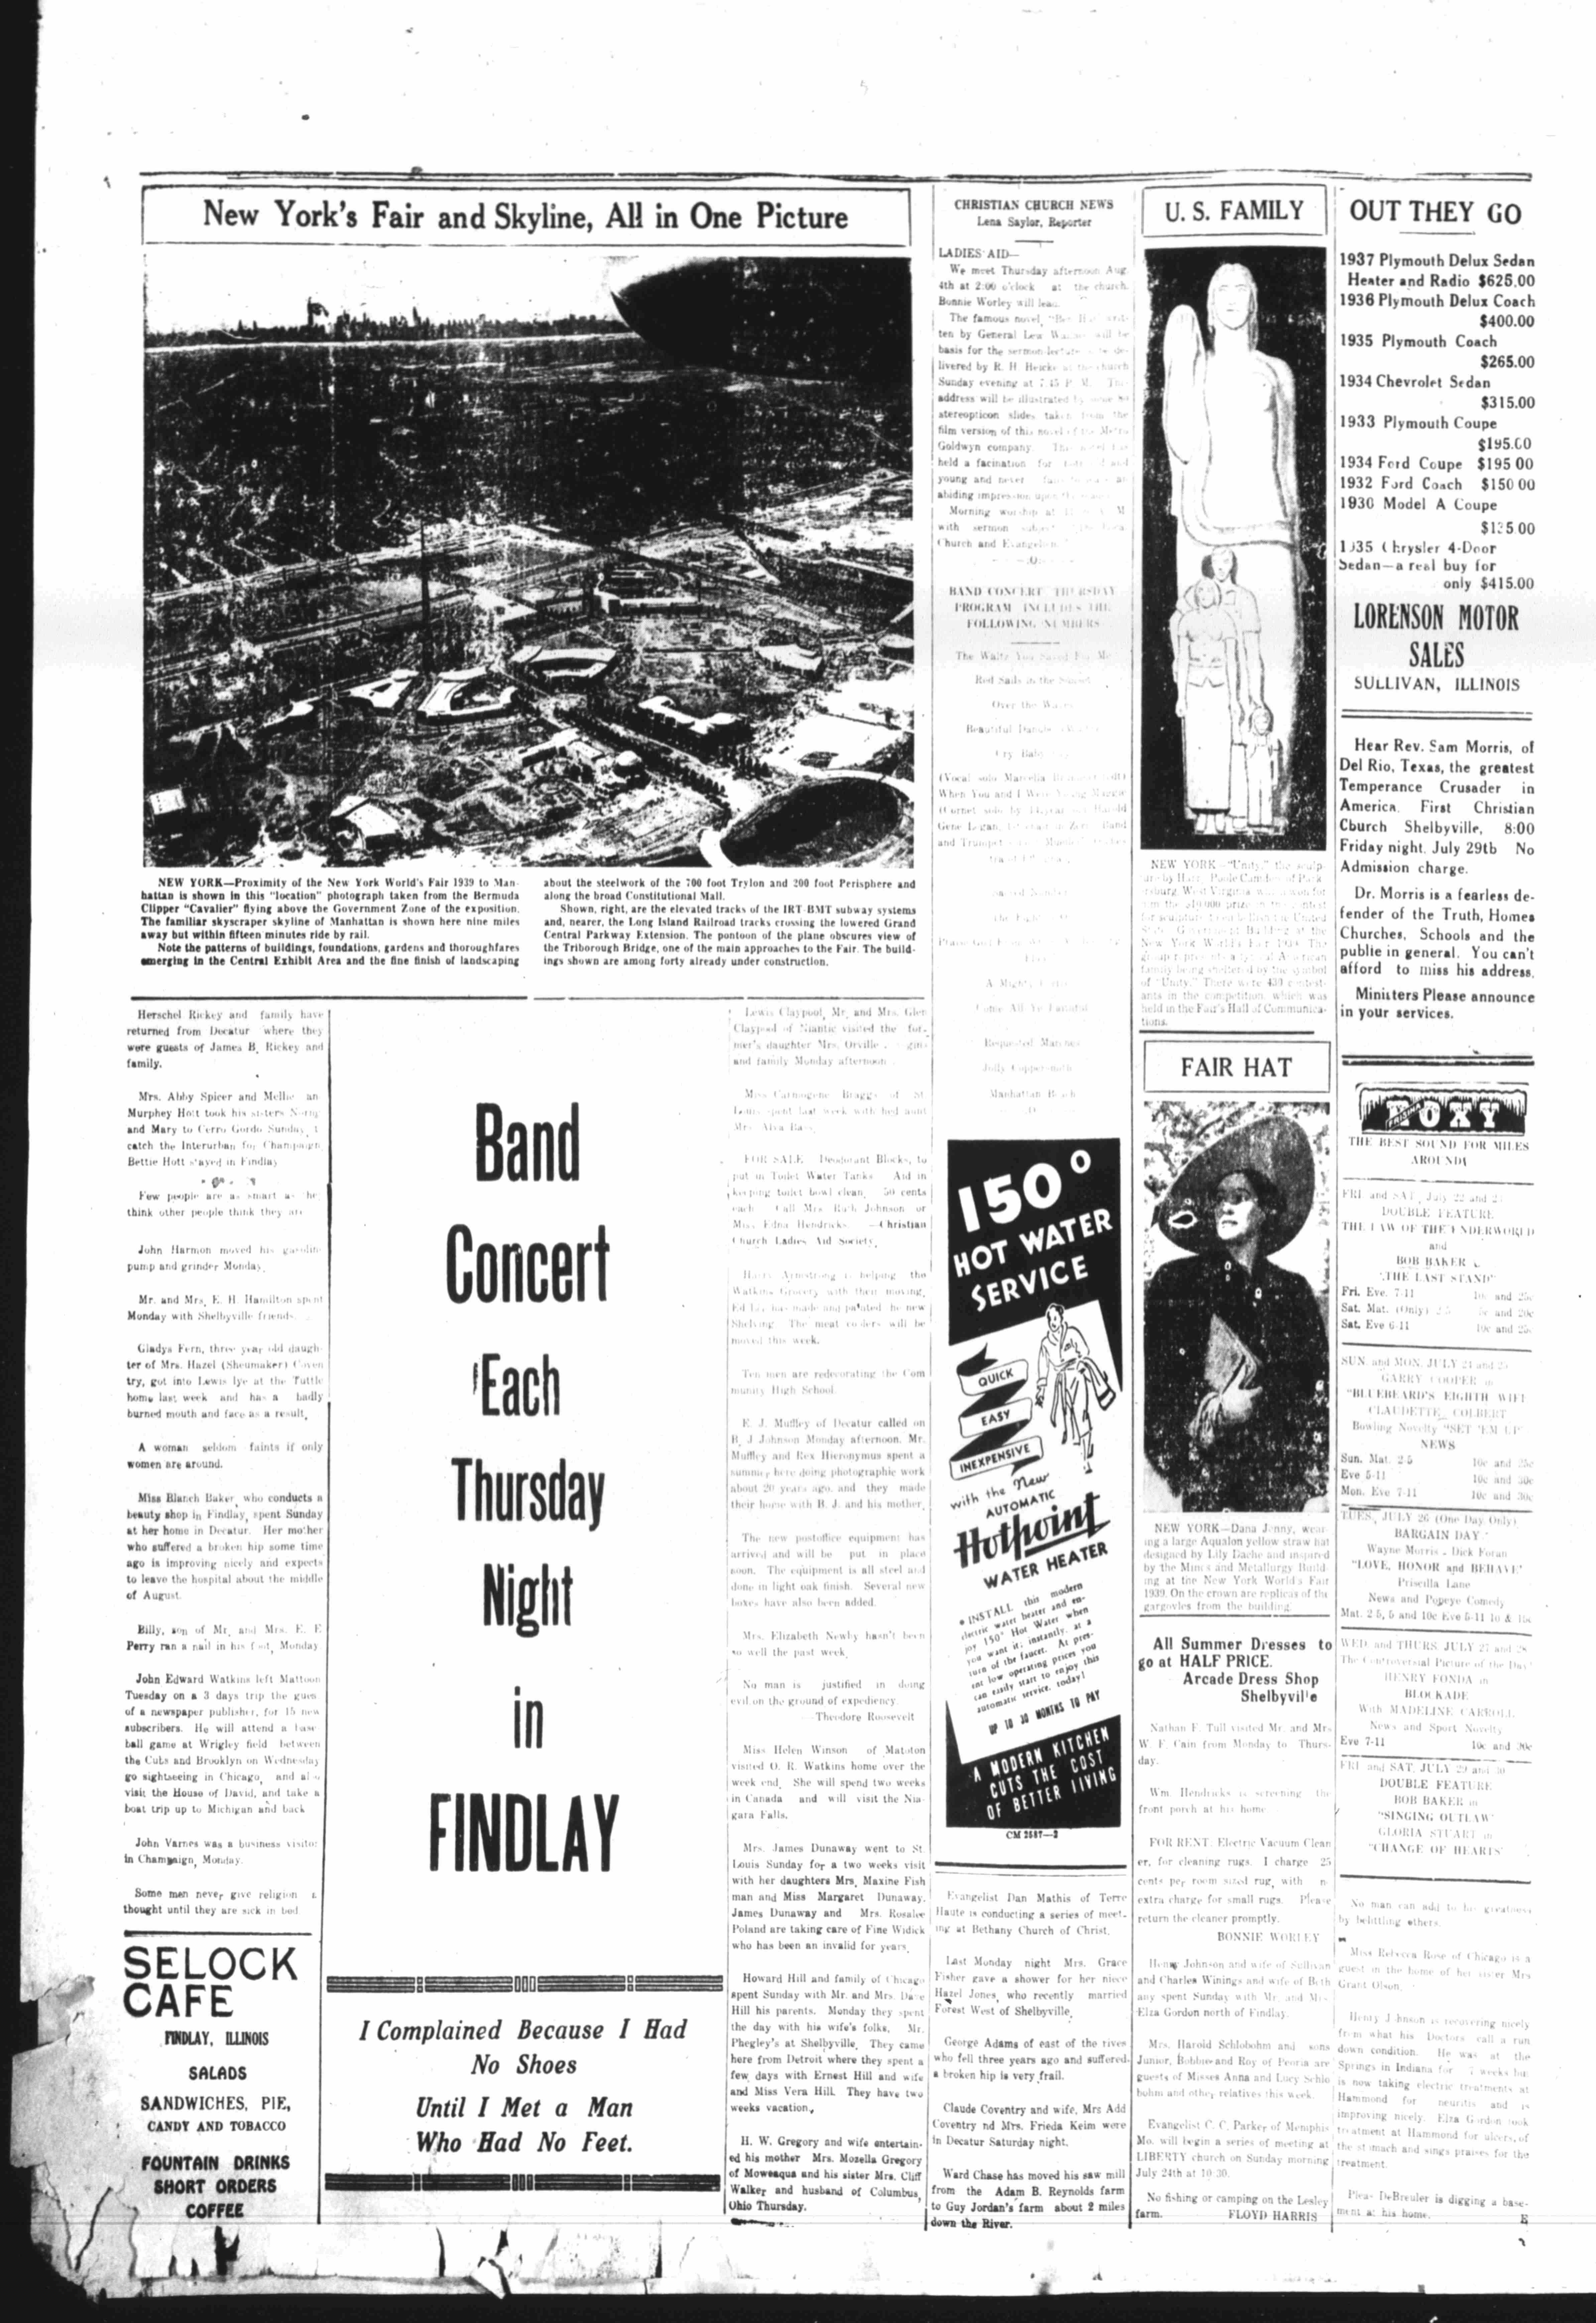 New York's Fair and Skyline, All in One Picture
NEW YORK—Proximity of the New York World's Fair 1939 to Man-
hattan is shown in this "location" photograph taken from the Bermuda
Clipper "Cavalier" flying above the Government Zone of the exposition.
The familiar skyscraper skyline of Manhattan is shown here nine miles
away but within fifteen minutes ride by rail.
Note the patterns of buildings, foundations, gardens and thoroughfares
emerging in the Central Exhibit Area and the fine finish of landscaping
about the steelwork of the 700 foot Trylon and 200 foot Perisphere and
along the broad Constitutional Mall.
Shown, right, are the elevated tracks of the IRT-BMT subway systems
and, nearer, the Long Island Railroad tracks crossing the lowered Grand
Central Parkway Extension. The pontoon of the plane obscures view of
the Triborough Bridge, one of the main approaches to the Fair. The build-
ings shown are among forty already under construction.
Herschel Rickey and family have
returned from Decatur where they
were guests of James B. Rickey and
family.
Mrs. Abby Spicer and Mellie an
Murphey Hott took his sisters
and Mary to Cerro Gordo Sunday
catch the Interurban for Champaign
Bettie Hott stayed in Findlay
Few people are as smart as he
think other people think they are
John Harmon moved his gasoline
pump and grinder Monday.
Mr. and Mrs. E. H. Hamilton spent
Monday with Shelbyville friends.
Gladys Fern, three year old daugh-
ter of Mrs. Hazel (Sheumaker) Coven
try, got into Lewis lye at the Tuttle
home last week and has a badly
burned mouth and face as a result.
A woman seldom faints if only
women are around.
Miss Blanch Baker, who conducts a
beauty shop in Findlay, spent Sunday
at her home in Decatur. Her mother
who suffered a broken hip some time
ago is improving nicely and expects
to leave the hospital about the middle
of August.
Billy, son of Mr. and Mrs. E. E
Perry ran a nail in his foot, Monday.
John Edward Watkins left Mattoon
Tuesday on a 3 days trip the gues
of a newspaper publisher, for 15 new
subscribers. He will attend a base
ball game at Wrigley field between
the Cubs and Brooklyn on Wednesday
go sightseeing in Chicago, and also
visit the House of David, and take a
boat trip up to Michigan and back
John Varnes was a business visitor
in Champaign, Monday.
Some men never give religion a
thought until they are sick in bed
SELOCK
CAFE
FINDLAY, ILLINOIS
SALADS
SANDWICHES, PIE,
CANDY AND TOBACCO
FOUNTAIN DRINKS
SHORT ORDERS
COFFEE
Band
Concert
Each
Thursday
Night
in
FINDLAY
I Complained Because I Had
No Shoes
Until I Met a Man
Who Had No Feet.
Lewis Claypool, Mr. and Mrs. Glen
Claypool of Niantic visited the for-
mer's daughter Mrs. Orville
and family Monday afternoon
Miss Braggs of St
Louis spent last week with aunt
Mrs. Alva
FOR SALE Deodorant Blocks, to
put in Toilet Water Tanks Aid in
keeping toilet bowl clean. 50 cents
each Call Mrs. Ruth Johnson or
Miss Edna Hendricks —Christian
Church Ladies Aid Society.
Harry Armstrong is helping the
Watkins Grocery with their moving.
Ed has made and painted he new
Shelving The meat coolers will be
moved this week.
Ten men are redecorating the Com
munity High School.
E. J. Muffley of Decatur called on
B. J Johnson Monday afternoon. Mr.
Muffley and Rex Hieronymus spent a
summer here doing photographic work
about 20 years ago, and they made
their home with B. J. and his mother.
The new postoffice equipment has
arrived and will be put in place
soon. The equipment is all steel and
done in light oak finish. Several new
boxes have also been added.
Mrs. Elizabeth Newby hasn't been
so well the past week.
No man is justified in doing
evil on the ground of expediency.
—Theodore Roosevelt
Miss Helen Winson of Mattoon
visited O. R. Watkins home over the
week end. She will spend two weeks
in Canada and will visit the Nia-
gara Falls.
Mrs. James Dunaway went to St.
Louis Sunday for a two weeks visit
with her daughters Mrs. Maxine Fish
man and Miss Margaret Dunaway.
James Dunaway and Mrs. Rosalee
Poland are taking care of Fine Widick
who has been an invalid for years.
Howard Hill and family of Chicago
spent Sunday with Mr. and Mrs. Dave
Hill his parents. Monday they spent
the day with his wife's folks, Mr.
Phegley's at Shelbyville. They came
here from Detroit where they spent a
few days with Ernest Hill and wife
and Miss Vera Hill. They have two
weeks vacation.
H. W. Gregory and wife entertain-
ed his mother Mrs. Mozella Gregory
of Moweaqua and his sister Mrs. Cliff
Walker and husband of Columbus,
Ohio Thursday.
CHRISTIAN CHURCH NEWS
Lena Saylor, Reporter
LADIES AID—
We meet Thursday afternoon Aug.
4th at 2:00 o'clock at the church.
Bonnie Worley will lead.
The famous novel, "Ben Hur" writ-
ten by General Lew Wallace will be
basis for the sermon-lecture to be de-
livered by R. H. Heicke at the church
Sunday evening at 7:45 P. M. The
address will be illustrated by some 80
stereopticon slides taken from the
film version of this novel of the Metro
Goldwyn company.
held a facination for and
young and never
abiding impression upon
Morning worship at M
with sermon subject
Church and Evangelism."
BAND CONCERT THURSDAY
PROGRAM INCLUDES THE
FOLLOWING NUMBERS
The Waltz You Saved For Me
Red Sails in the Sunset
Over the Waves
Beautiful Danube
Cry Baby
(Vocal solo Marcella
When You and I Were Young Maggie
(Cornet solo by Harold
Gene Logan, Band
and Trumpet
Sacred Number
A Mighty
Come All Ye Faithful
Requested Marches
Jolly Coppersmith
Manhattan Beach
150° HOT WATER SERVICE
QUICK
EASY
INEXPENSIVE
with the New
AUTOMATIC
Hotpoint
WATER HEATER
• INSTALL this modern
electric water heater and en-
joy 150° Hot Water when
you want it, instantly, at a
turn of the faucet. At pres-
ent low operating prices you
can easily start to enjoy this
automatic service, today!
UP TO 30 MONTHS TO PAY
A MODERN KITCHEN
CUTS THE COST
OF BETTER LIVING
CM 2587—2
Evangelist Dan Mathis of Terre
Haute is conducting a series of meet-
ing at Bethany Church of Christ.
Last Monday night Mrs. Grace
Fisher gave a shower for her niece
Hazel Jones, who recently married
Forest West of Shelbyville.
George Adams of east of the rives
who fell three years ago and suffered
a broken hip is very frail.
Claude Coventry and wife, Mrs Add
Coventry nd Mrs. Frieda Keim were
in Decatur Saturday night.
Ward Chase has moved his saw mill
from the Adam B. Reynolds farm
to Guy Jordan's farm about 2 miles
down the River.
U. S. FAMILY
NEW YORK—"Unity," the sculp-
ture by Harry Poole Camden of Park-
ersburg, West Virginia
the $10,000 prize in the contest
for sculpture to the United
States Government Building at the
New York World's Fair 1939. The
group represents a typical American
family being sheltered by the symbol
of "Unity." There were 439 contest-
ants in the competition, which was
held in the Fair's Hall of Communica-
tions.
FAIR HAT
NEW YORK—Dana Jenny, wear-
ing a large Aqualon yellow straw hat
designed by Lily Dache and inspired
by the Mines and Metallurgy Build-
ing at the New York World's Fair
1939. On the crown are replicas of the
gargoyles from the building.
All Summer Dresses to
go at HALF PRICE.
Arcade Dress Shop
Shelbyville
Nathan F. Tull visited Mr. and Mrs
W. F. Cain from Monday to Thurs-
day.
Wm. Hendricks is screening the
front porch at his home
FOR RENT: Electric Vacuum Clean
er, for cleaning rugs. I charge 25
cents per room sized rug, with n
extra charge for small rugs. Please
return the cleaner promptly.
BONNIE WORLEY
Henry Johnson and wife of Sullivan
and Charles Winings and wife of Beth
any spent Sunday with Mr. and Mrs.
Elza Gordon north of Findlay.
Mrs. Harold Schlobohm and sons
Junior, Bobbie and Roy of Peoria are
guests of Misses Anna and Lucy Schlo
bohm and other relatives this week.
Evangelist C. C. Parker of Memphis
Mo. will begin a series of meeting at
LIBERTY church on Sunday morning
July 24th at 10:30.
No fishing or camping on the Lesley
farm. FLOYD HARRIS
OUT THEY GO
1937 Plymouth Delux Sedan
Heater and Radio $625.00
1936 Plymouth Delux Coach
$400.00
1935 Plymouth Coach
$265.00
1934 Chevrolet Sedan
$315.00
1933 Plymouth Coupe
$195.00
1934 Ford Coupe $195 00
1932 Ford Coach $150 00
1930 Model A Coupe
$135 00
1935 Chrysler 4-Door
Sedan—a real buy for
only $415.00
LORENSON MOTOR
SALES
SULLIVAN, ILLINOIS
Hear Rev. Sam Morris, of
Del Rio, Texas, the greatest
Temperance Crusader in
America. First Christian
Church Shelbyville, 8:00
Friday night, July 29th No
Admission charge.
Dr. Morris is a fearless de-
fender of the Truth, Homes
Churches, Schools and the
public in general. You can't
afford to miss his address.
Ministers Please announce
in your services.
ROXY
THE BEST SOUND FOR MILES
AROUND
FRI and SAT, July 22 and 23
DOUBLE FEATURE
THE LAW OF THE UNDERWORLD
and
BOB BAKER
"THE LAST STAND"
Fri. Eve. 7-11 10c and 25c
Sat. Mat. (Only) 2-5 5c and 20c
Sat. Eve 6-11 10c and 25c
SUN. and MON. JULY 24 and 25
GARRY COOPER in
"BLUEBEARD'S EIGHTH WIFE
CLAUDETTE COLBERT
Bowling Novelty "SET 'EM UP"
NEWS
Sun. Mat. 2-5 10c and 25c
Eve 5-11 10c and 30c
Mon. Eve 7-11 10c and 30c
TUES, JULY 26 (One Day Only)
BARGAIN DAY
Wayne Morris - Dick Foran
"LOVE, HONOR and BEHAVE"
Priscilla Lane
News and Popeye Comedy
Mat. 2-5, 5 and 10c Eve 5-11 10 & 15c
WED. and THURS JULY 27 and 28
The Controversial Picture of the Day
HENRY FONDA in
BLOCKADE
With MADELINE CARROLL
News and Sport Novelty
Eve 7-11 10c and 30c
FRI and SAT, JULY 29 and 30
DOUBLE FEATURE
BOB BAKER in
"SINGING OUTLAW"
GLORIA STUART in
"CHANGE OF HEARTS"
No man can add to his greatness
by belittling others.
Miss Rebecca Rose of Chicago is a
guest in the home of her sister Mrs
Grant Olson.
Henry Johnson is recovering nicely
from what his Doctors call a run
down condition. He was at the
Springs in Indiana for 7 weeks but
is now taking electric treatments at
Hammond for neuritis and is
improving nicely. Elza Gordon took
treatment at Hammond for ulcers, of
the stomach and sings praises for the
treatment.
Pleas DeBreuler is digging a base-
ment at his home.